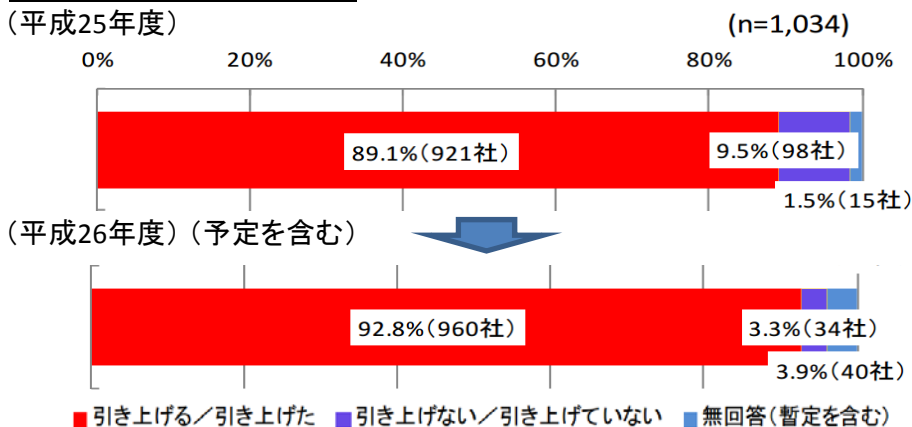 （平成25年度）
(n=1,034)
0% 20% 40% 60% 80% 100%
89.1%（921社）
9.5%（98社）
1.5%（15社）
（平成26年度）（予定を含む）
92.8%（960社）
3.3%（34社）
3.9%（40社）
引き上げる／引き上げた 引き上げない／引き上げていない 無回答（暫定を含む）